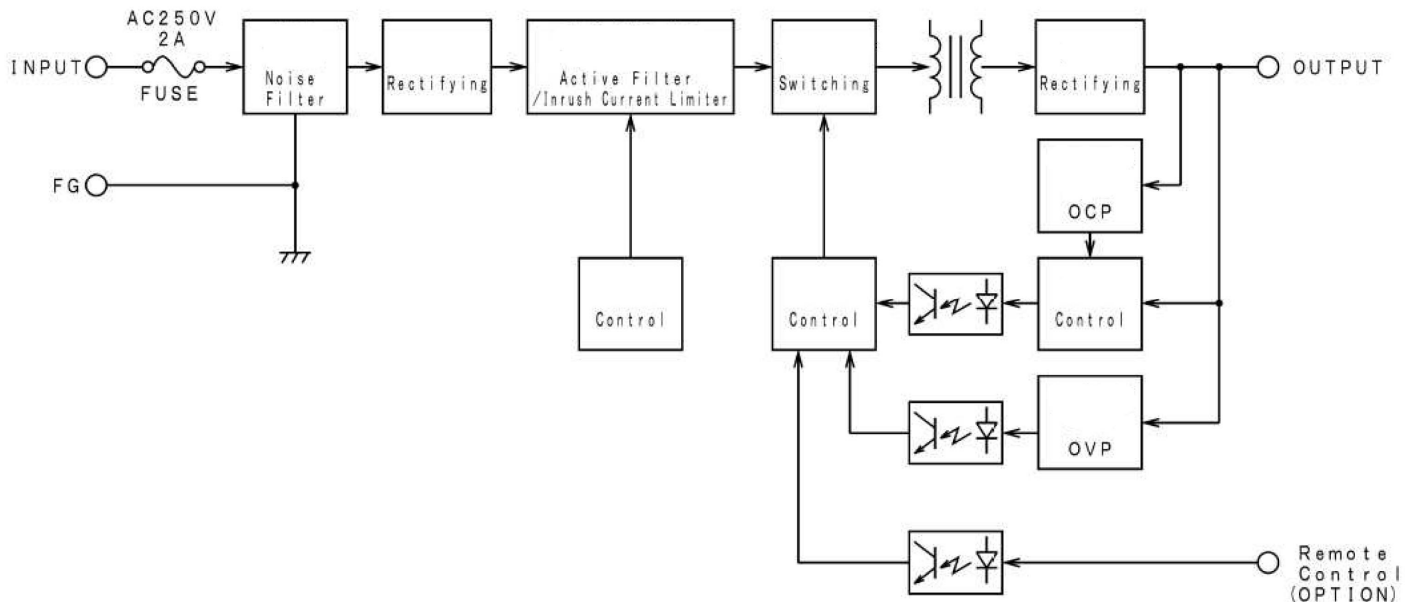 AC250V
2A
INPUT
FUSE
Noise
Filter
Rectifying
Active Filter
/Inrush Current Limiter
Switching
Rectifying
OUTPUT
FG
OCP
Control
Control
Control
OVP
Remote
Control
(OPTION)